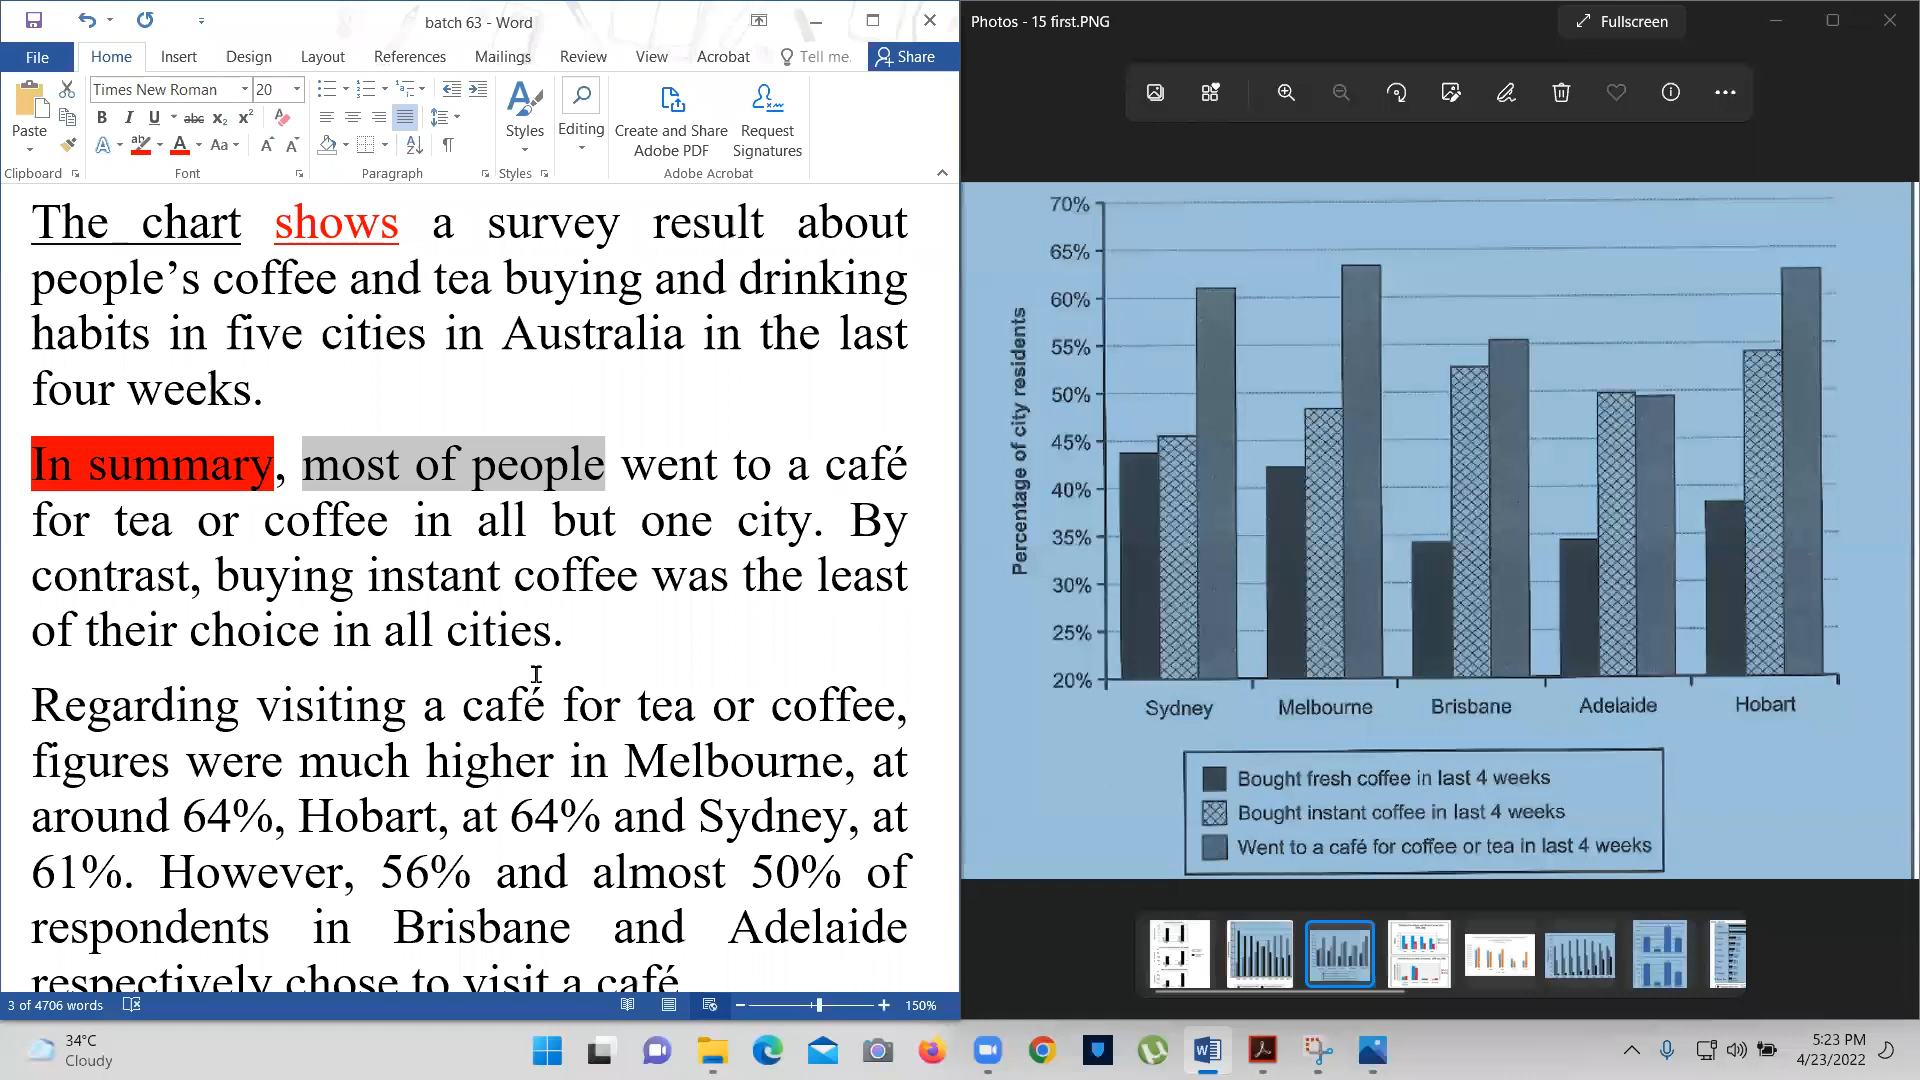 batch 63 - Word
File Home Insert Design Layout References Mailings Review View Acrobat Tell me. Share
Times New Roman 20
Paste
Styles
Editing
Create and Share Adobe PDF
Request Signatures
Clipboard Font Paragraph Styles Adobe Acrobat
The chart shows a survey result about
people’s coffee and tea buying and drinking
habits in five cities in Australia in the last
four weeks.
In summary, most of people went to a café
for tea or coffee in all but one city. By
contrast, buying instant coffee was the least
of their choice in all cities.
Regarding visiting a café for tea or coffee,
figures were much higher in Melbourne, at
around 64%, Hobart, at 64% and Sydney, at
61%. However, 56% and almost 50% of
respondents in Brisbane and Adelaide
respectively chose to visit a café.
3 of 4706 words 150%
Photos - 15 first.PNG
Fullscreen
Percentage of city residents
70%
65%
60%
55%
50%
45%
40%
35%
30%
25%
20%
Sydney Melbourne Brisbane Adelaide Hobart
Bought fresh coffee in last 4 weeks
Bought instant coffee in last 4 weeks
Went to a café for coffee or tea in last 4 weeks
34°C
Cloudy
5:23 PM
4/23/2022